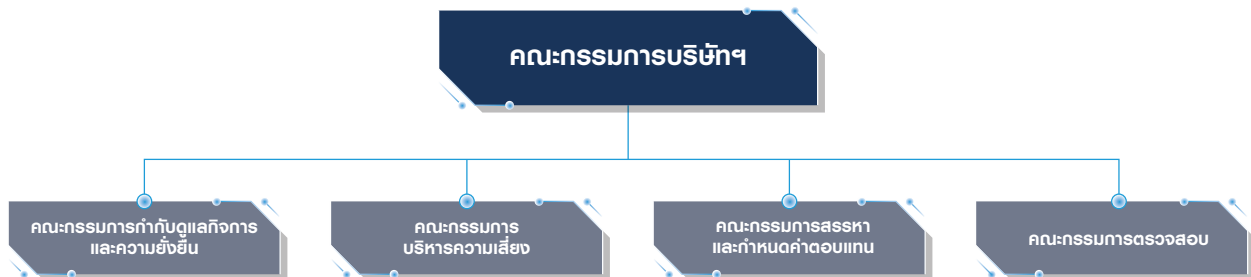 คณะกรรมการบริษัทฯ
คณะกรรมการกำกับดูแลกิจการ
และความยั่งยืน
คณะกรรมการ
บริหารความเสี่ยง
คณะกรรมการสรรหา
และกำหนดค่าตอบแทน
คณะกรรมการตรวจสอบ